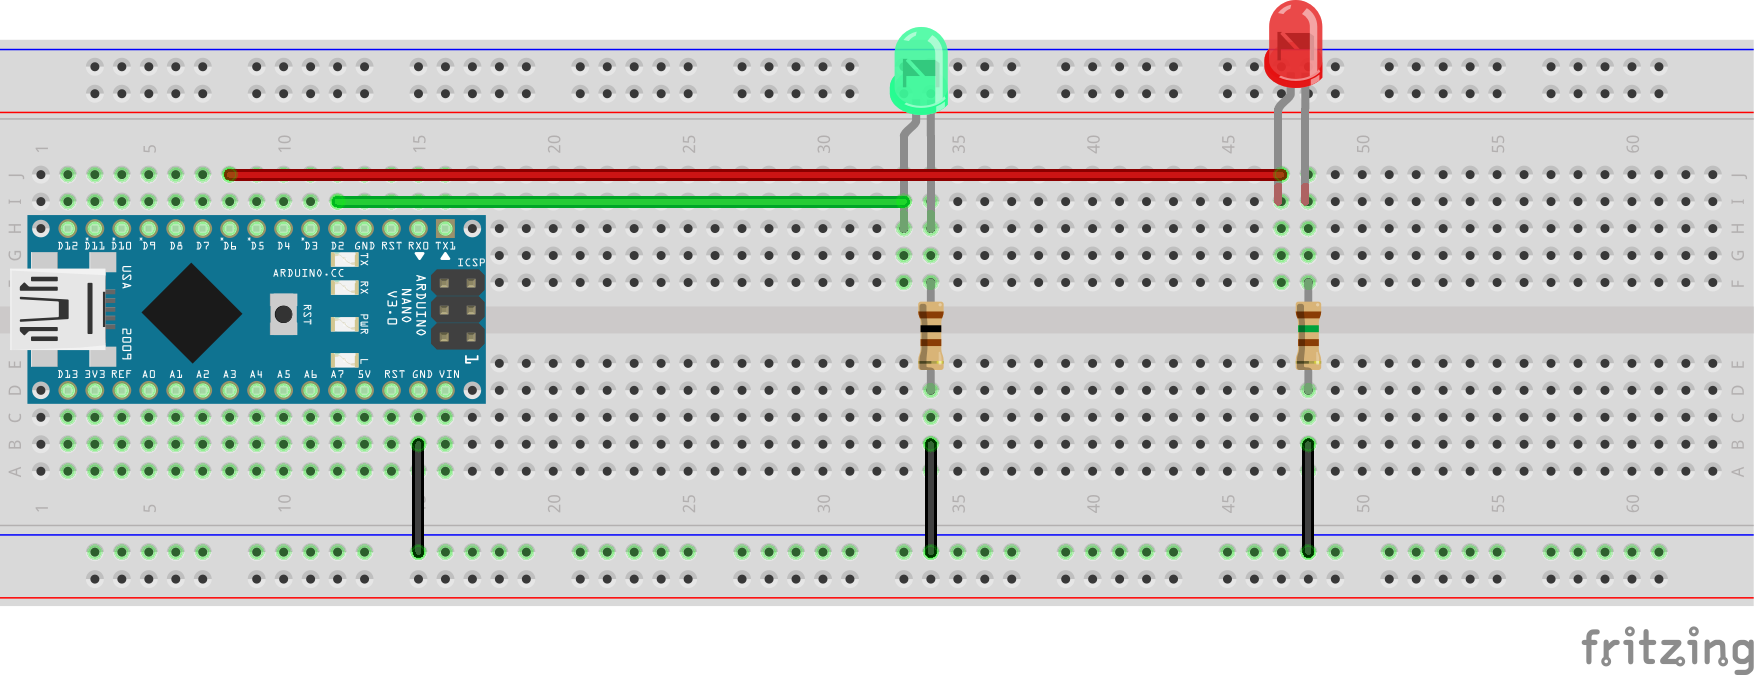 1 5 10 15 20 25 30 35 40 45 50 55 60
J J
I I
H H
G G
F
D12 D11 D10 D9 D8 D7 D6 D5 D4 D3 D2 GND RST RX0 TX1
ICSP
USA
ARDUINO.CC
TX
RX
RST
PWR
L
ARDUINO
NANO
V3.0
2009
1
D13 3V3 REF A0 A1 A2 A3 A4 A5 A6 A7 5V RST GND VIN
E E
D D
C C
B B
A A
1 5 10 20 25 30 35 40 45 50 55 60
fritzing